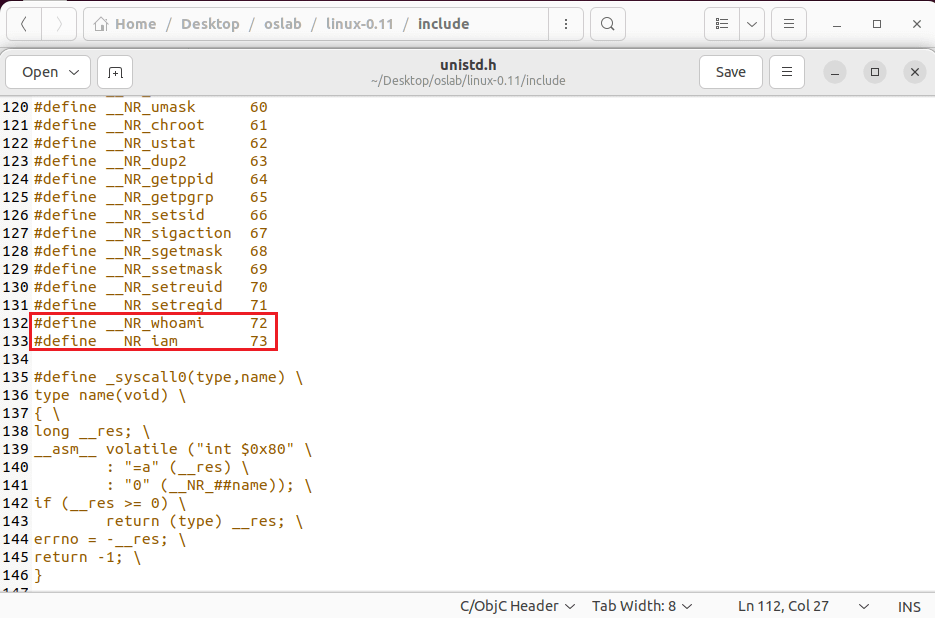 Home / Desktop / oslab / linux-0.11 / include
Open
unistd.h
~/Desktop/oslab/linux-0.11/include
Save
120 #define __NR_umask 60
121 #define __NR_chroot 61
122 #define __NR_ustat 62
123 #define __NR_dup2 63
124 #define __NR_getppid 64
125 #define __NR_getpgrp 65
126 #define __NR_setsid 66
127 #define __NR_sigaction 67
128 #define __NR_sgetmask 68
129 #define __NR_ssetmask 69
130 #define __NR_setreuid 70
131 #define __NR_setregid 71
132 #define __NR_whoami 72
133 #define __NR_iam 73
134
135 #define _syscall0(type,name) \
136 type name(void) \
137 { \
138 long __res; \
139 __asm__ volatile ("int $0x80" \
140 : "=a" (__res) \
141 : "0" (__NR_##name)); \
142 if (__res >= 0) \
143 return (type) __res; \
144 errno = -__res; \
145 return -1; \
146 }
C/ObjC Header Tab Width: 8 Ln 112, Col 27 INS